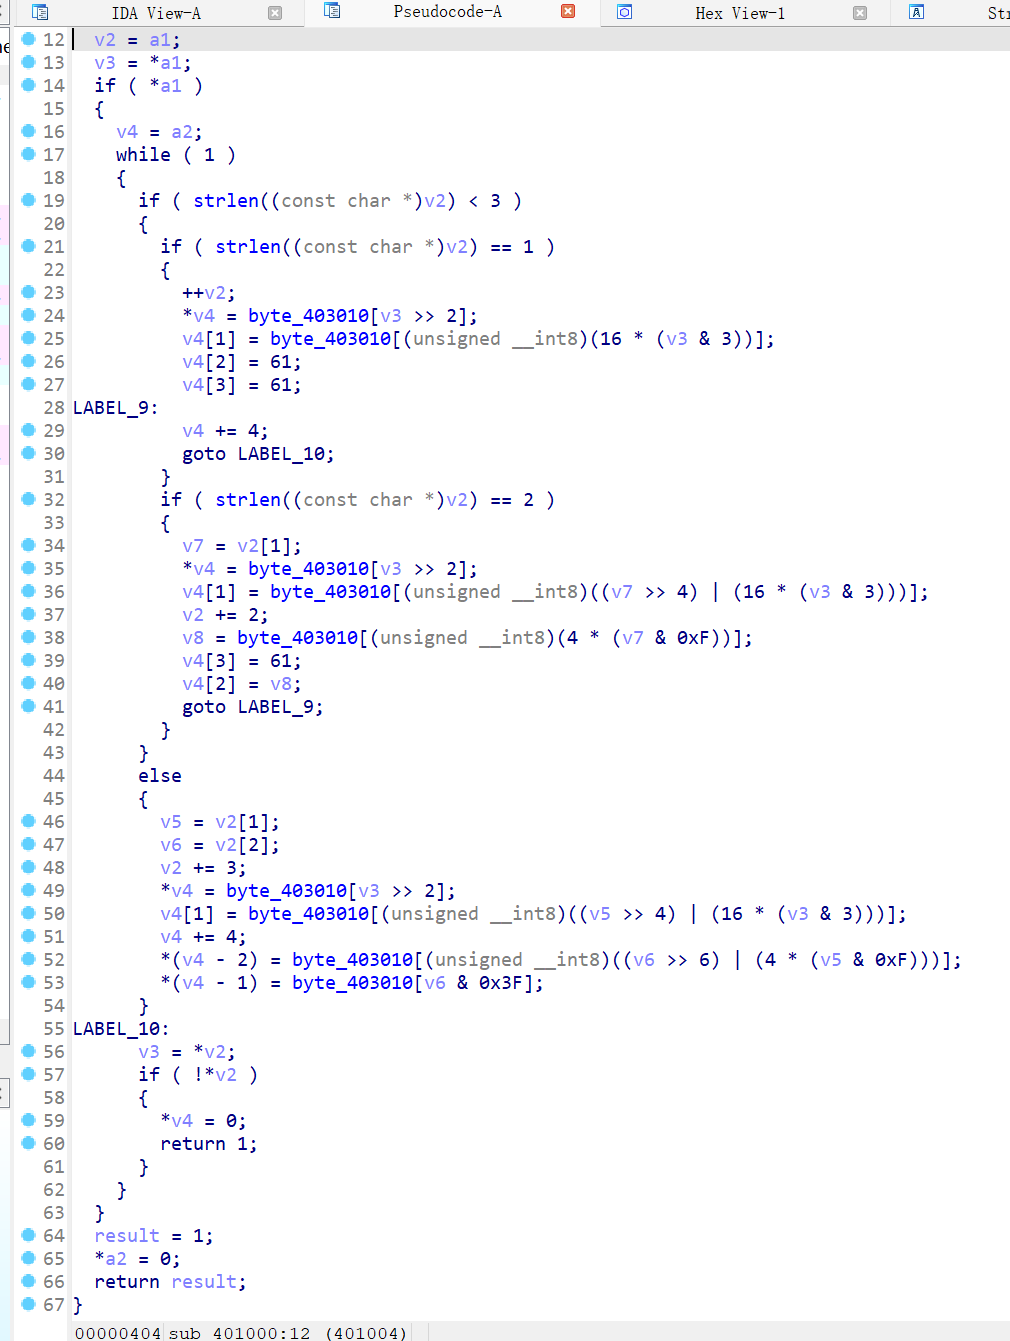 IDA View-A Pseudocode-A Hex View-1 A Str
12 v2 = a1;
13 v3 = *a1;
14 if ( *a1 )
15 {
16 v4 = a2;
17 while ( 1 )
18 {
19 if ( strlen((const char *)v2) < 3 )
20 {
21 if ( strlen((const char *)v2) == 1 )
22 {
23 ++v2;
24 *v4 = byte_403010[v3 >> 2];
25 v4[1] = byte_403010[(unsigned __int8)(16 * (v3 & 3))];
26 v4[2] = 61;
27 v4[3] = 61;
28 LABEL_9:
29 v4 += 4;
30 goto LABEL_10;
31 }
32 if ( strlen((const char *)v2) == 2 )
33 {
34 v7 = v2[1];
35 *v4 = byte_403010[v3 >> 2];
36 v4[1] = byte_403010[(unsigned __int8)((v7 >> 4) | (16 * (v3 & 3)))];
37 v2 += 2;
38 v8 = byte_403010[(unsigned __int8)(4 * (v7 & 0xF))];
39 v4[3] = 61;
40 v4[2] = v8;
41 goto LABEL_9;
42 }
43 }
44 else
45 {
46 v5 = v2[1];
47 v6 = v2[2];
48 v2 += 3;
49 *v4 = byte_403010[v3 >> 2];
50 v4[1] = byte_403010[(unsigned __int8)((v5 >> 4) | (16 * (v3 & 3)))];
51 v4 += 4;
52 *(v4 - 2) = byte_403010[(unsigned __int8)((v6 >> 6) | (4 * (v5 & 0xF)))];
53 *(v4 - 1) = byte_403010[v6 & 0x3F];
54 }
55 LABEL_10:
56 v3 = *v2;
57 if ( !*v2 )
58 {
59 *v4 = 0;
60 return 1;
61 }
62 }
63 }
64 result = 1;
65 *a2 = 0;
66 return result;
67 }
00000404 sub_401000:12 (401004)